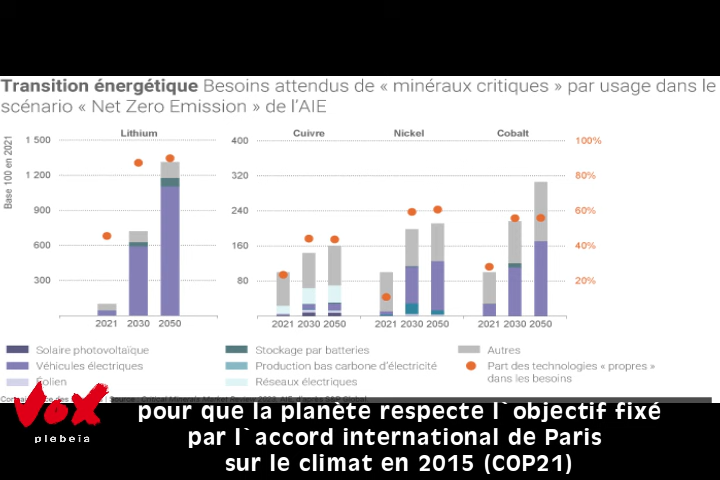 Transition énergétique Besoins attendus de « minéraux critiques » par usage dans le
scénario « Net Zero Emission » de l'AIE
Base 100 en 2021
Lithium
1 500
1 200
900
600
300
2021 2030 2050
Cuivre Nickel Cobalt
400
320
240
160
80
100%
80%
60%
40%
20%
2021 2030 2050 2021 2030 2050 2021 2030 2050
Solaire photovoltaïque
Véhicules électriques
Éolien
Stockage par batteries
Production bas carbone d'électricité
Réseaux électriques
Autres
Part des technologies « propres »
dans les besoins
VoX
plebeïa
pour que la planète respecte l`objectif fixé
par l`accord international de Paris
sur le climat en 2015 (COP21)